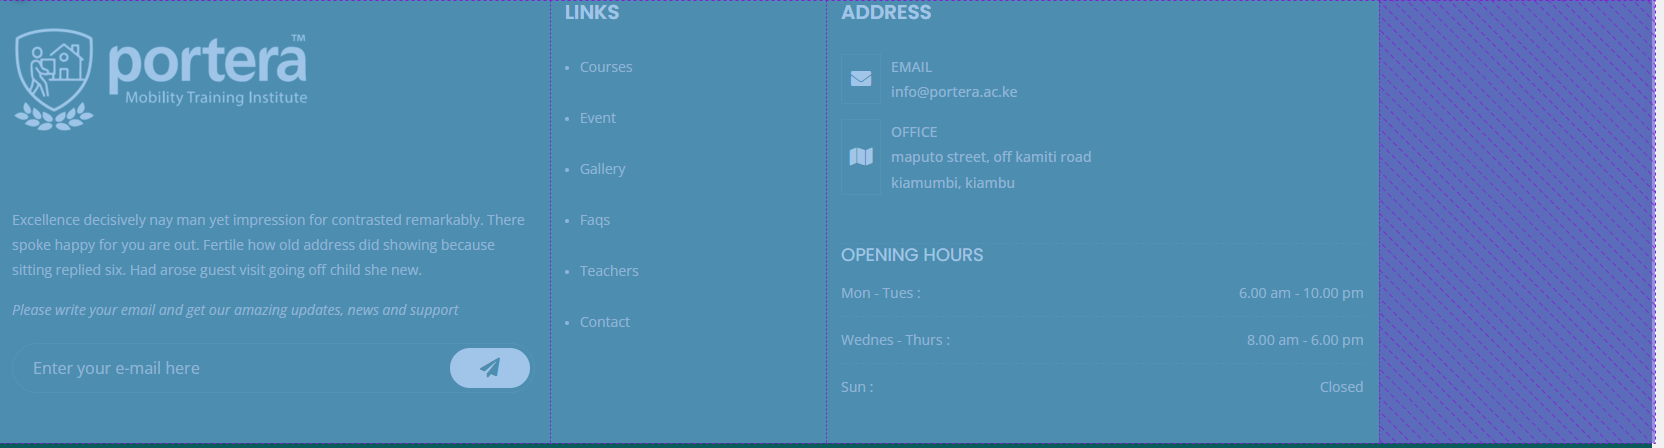 portera™
Mobility Training Institute
Excellence decisively nay man yet impression for contrasted remarkably. There
spoke happy for you are out. Fertile how old address did showing because
sitting replied six. Had arose guest visit going off child she new.
Please write your email and get our amazing updates, news and support
Enter your e-mail here
LINKS
• Courses
• Event
• Gallery
• Faqs
• Teachers
• Contact
ADDRESS
EMAIL
info@portera.ac.ke
OFFICE
maputo street, off kamiti road
kiamumbi, kiambu
OPENING HOURS
Mon - Tues : 6.00 am - 10.00 pm
Wednes - Thurs : 8.00 am - 6.00 pm
Sun : Closed